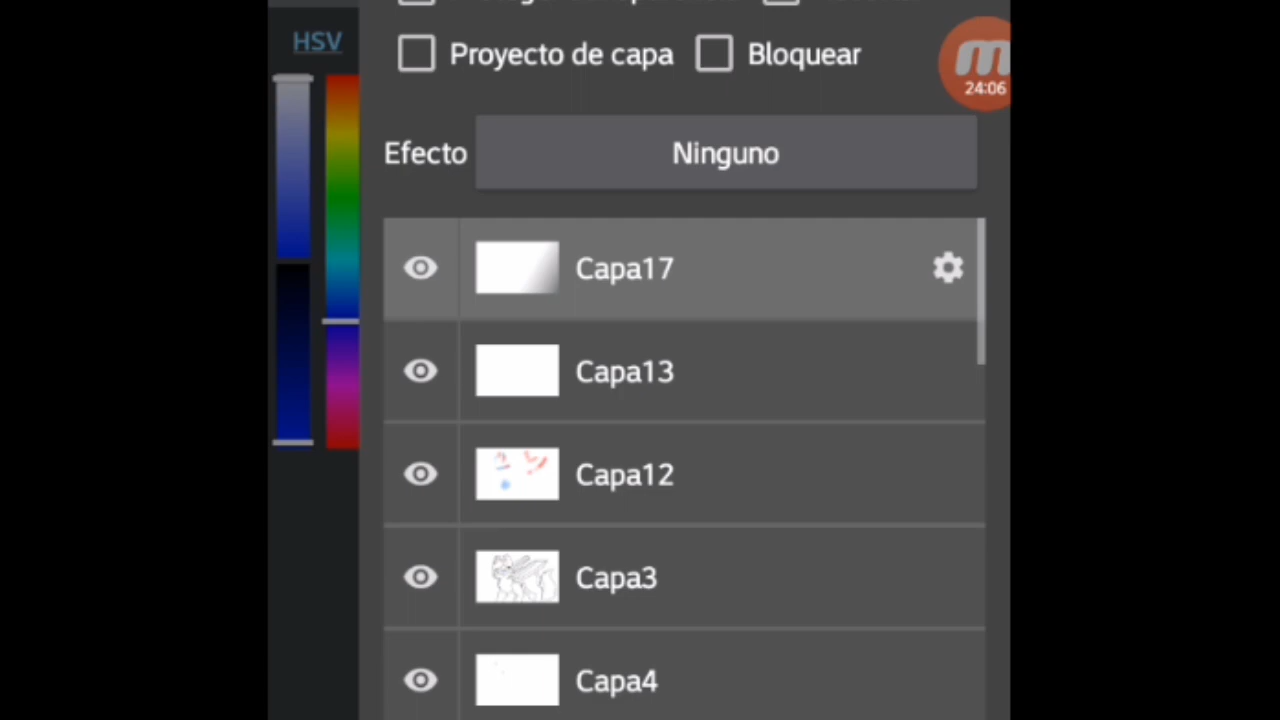 HSV
Proyecto de capa Bloquear
24:06
Efecto Ninguno
Capa17
Capa13
Capa12
Capa3
Capa4